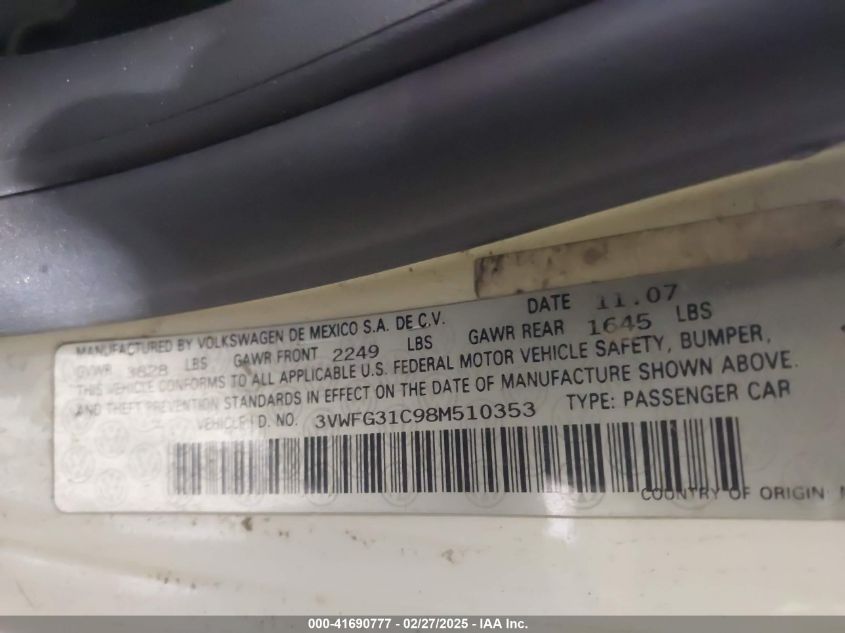 MANUFACTURED BY VOLKSWAGEN DE MEXICO S.A. DE C.V. DATE 11.07
GVWR 3828 LBS GAWR FRONT 2249 LBS GAWR REAR 1645 LBS
THIS VEHICLE CONFORMS TO ALL APPLICABLE U.S. FEDERAL MOTOR VEHICLE SAFETY, BUMPER,
AND THEFT PREVENTION STANDARDS IN EFFECT ON THE DATE OF MANUFACTURE SHOWN ABOVE.
VEHICLE I.D. NO. 3VWFG31C98M510353 TYPE: PASSENGER CAR
COUNTRY OF ORIGIN
000-41690777 - 02/27/2025 - IAAI Inc.